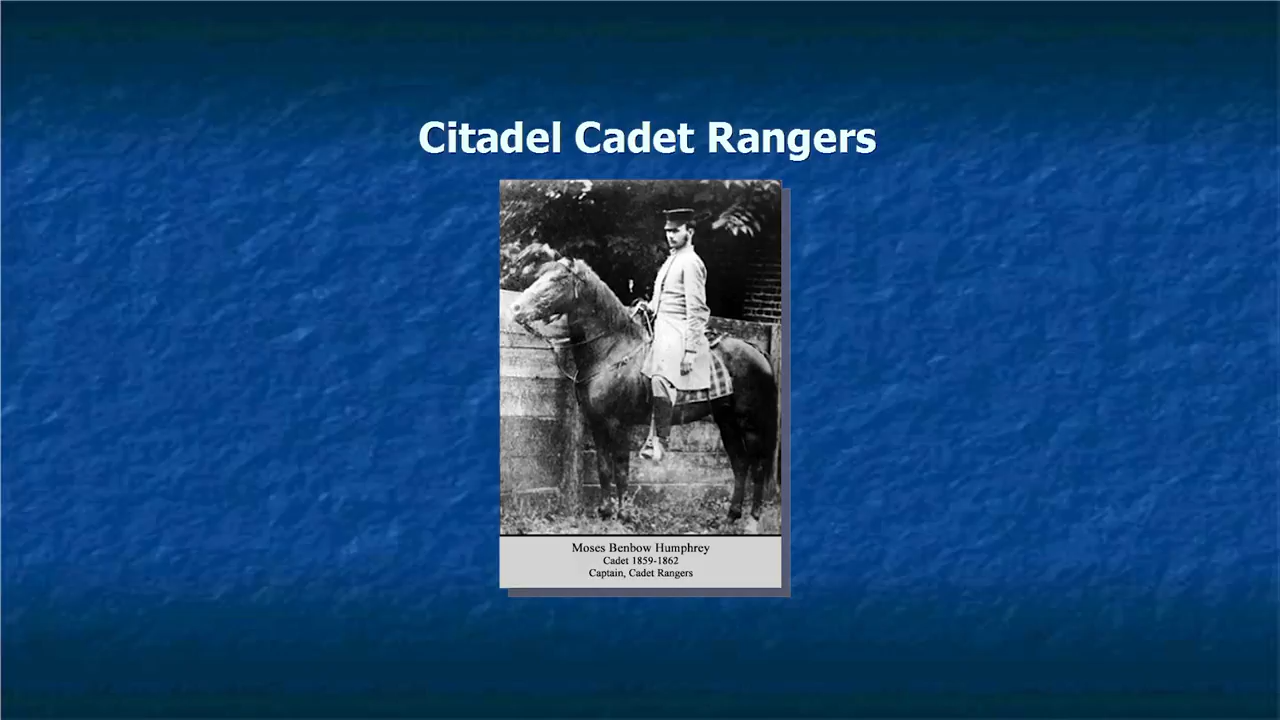 Citadel Cadet Rangers
Moses Benbow Humphrey
Cadet 1859-1862
Captain, Cadet Rangers